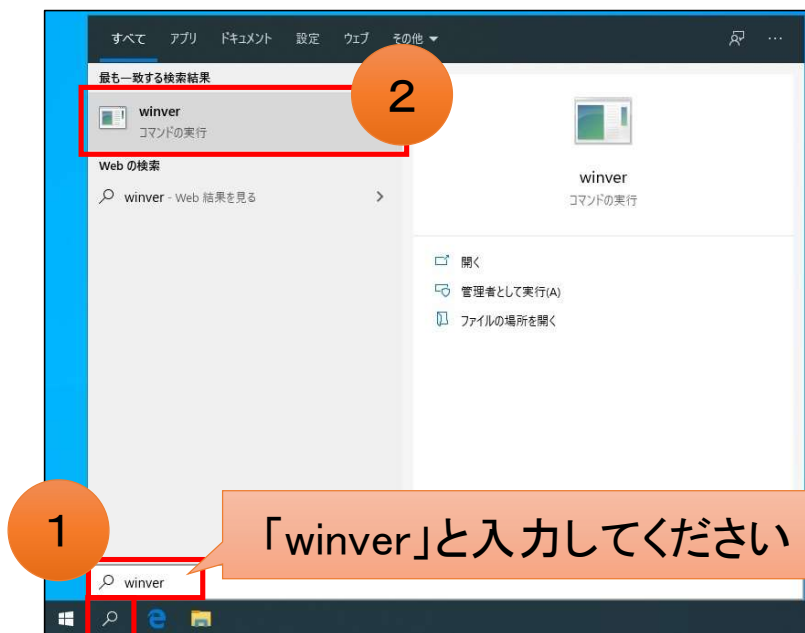 すべて アプリ ドキュメント 設定 ウェブ その他
最も一致する検索結果
2
winver
コマンドの実行
Web の検索
winver - Web 結果を見る
winver
コマンドの実行
開く
管理者として実行(A)
ファイルの場所を開く
1
「winver」と入力してください
winver